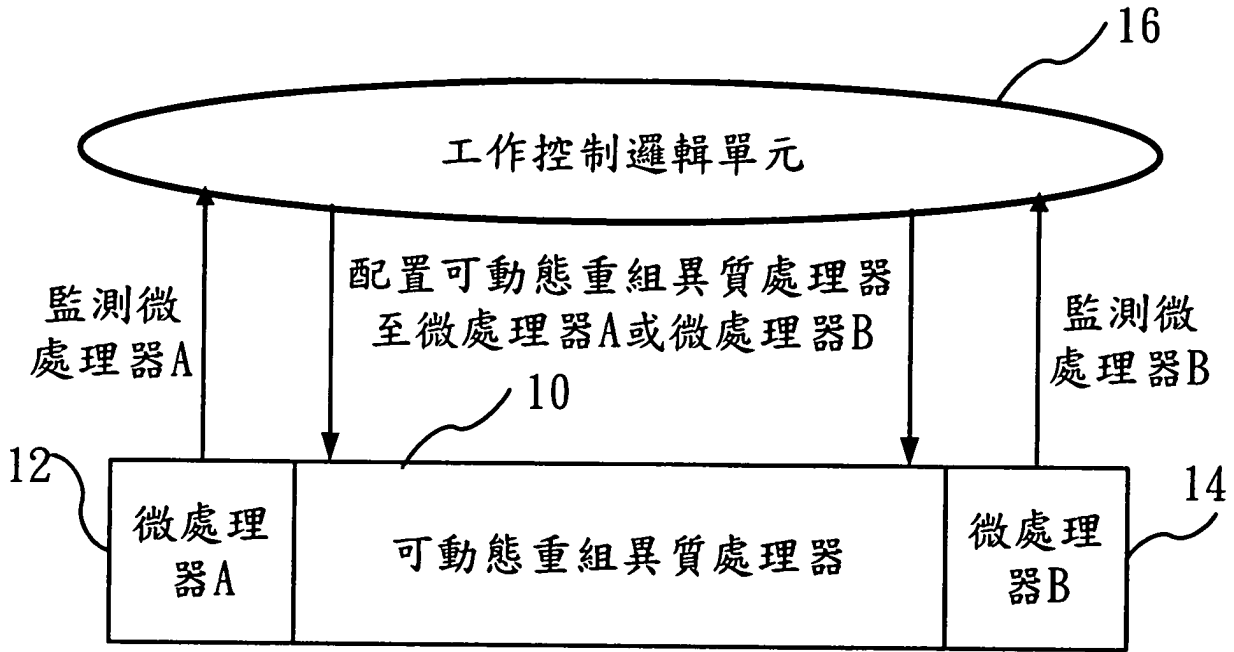 16
工作控制邏輯單元
監測微
處理器A
配置可動態重組異質處理器
至微處理器A或微處理器B
監測微
處理器B
10
12
14
微處理
器A
可動態重組異質處理器
微處理
器B